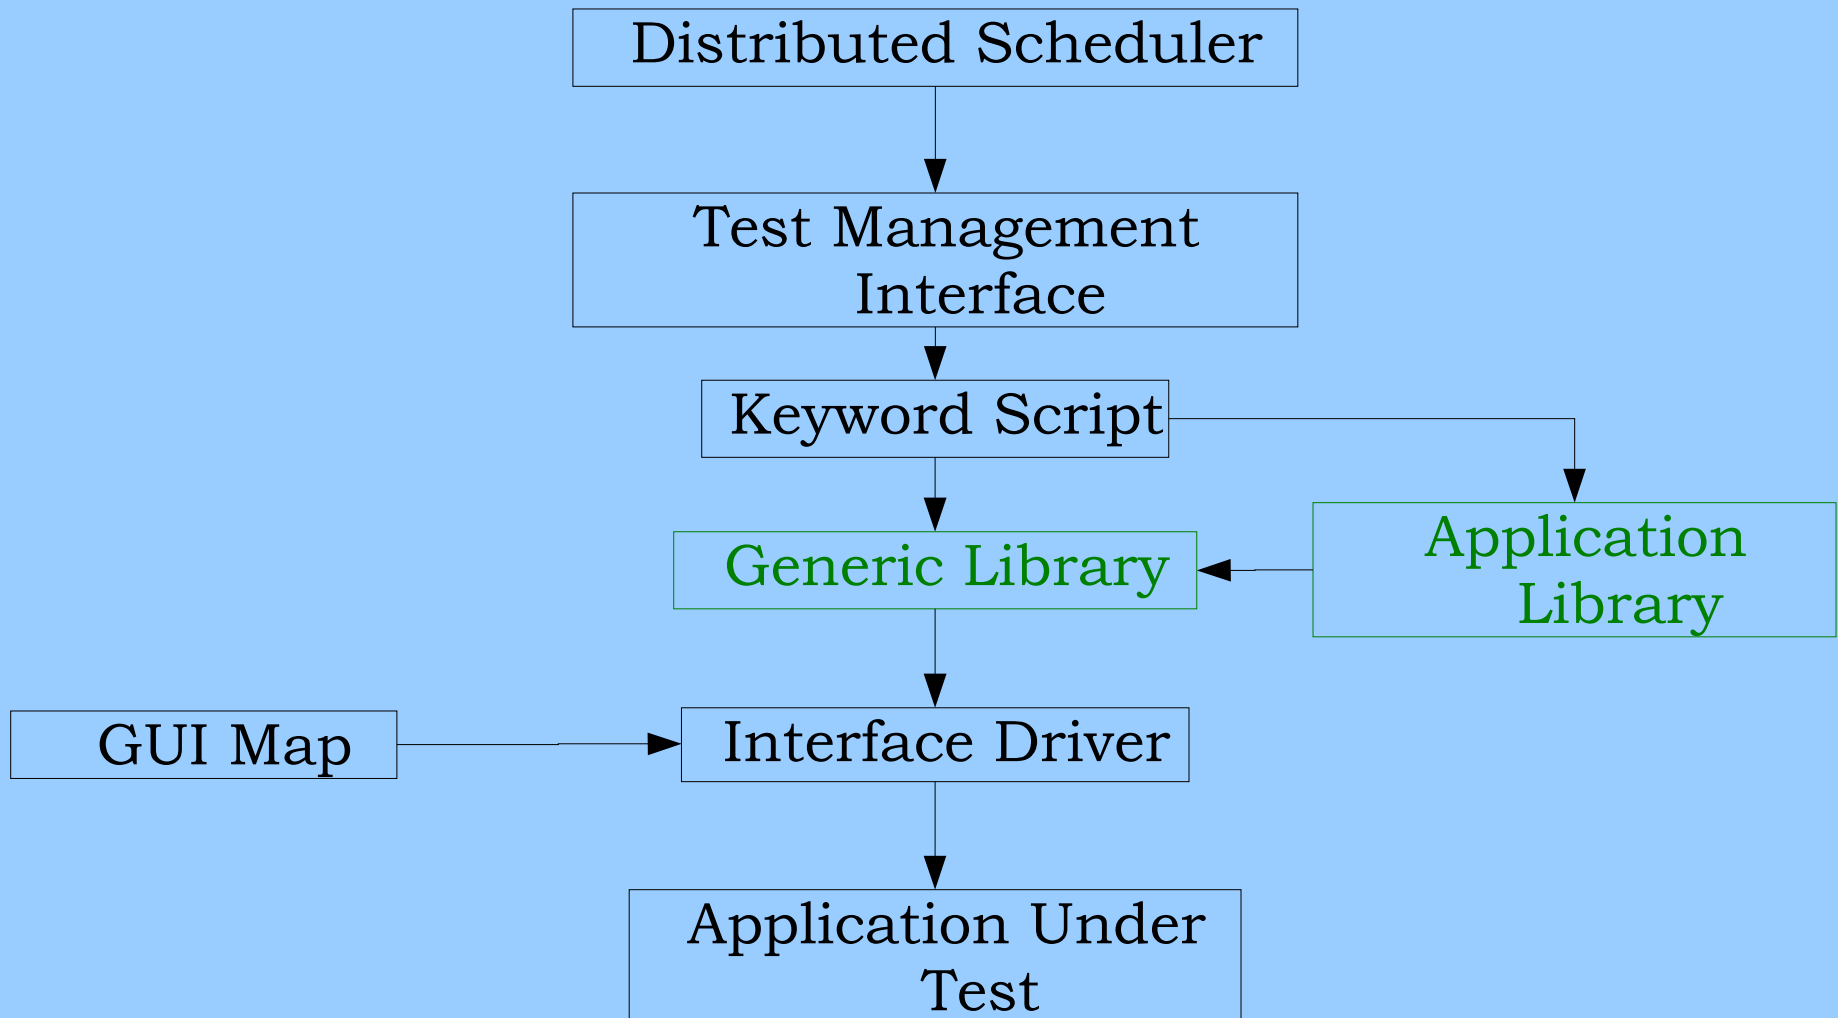 Distributed Scheduler
Test Management
Interface
Keyword Script
Generic Library
Application
Library
GUI Map
Interface Driver
Application Under
Test